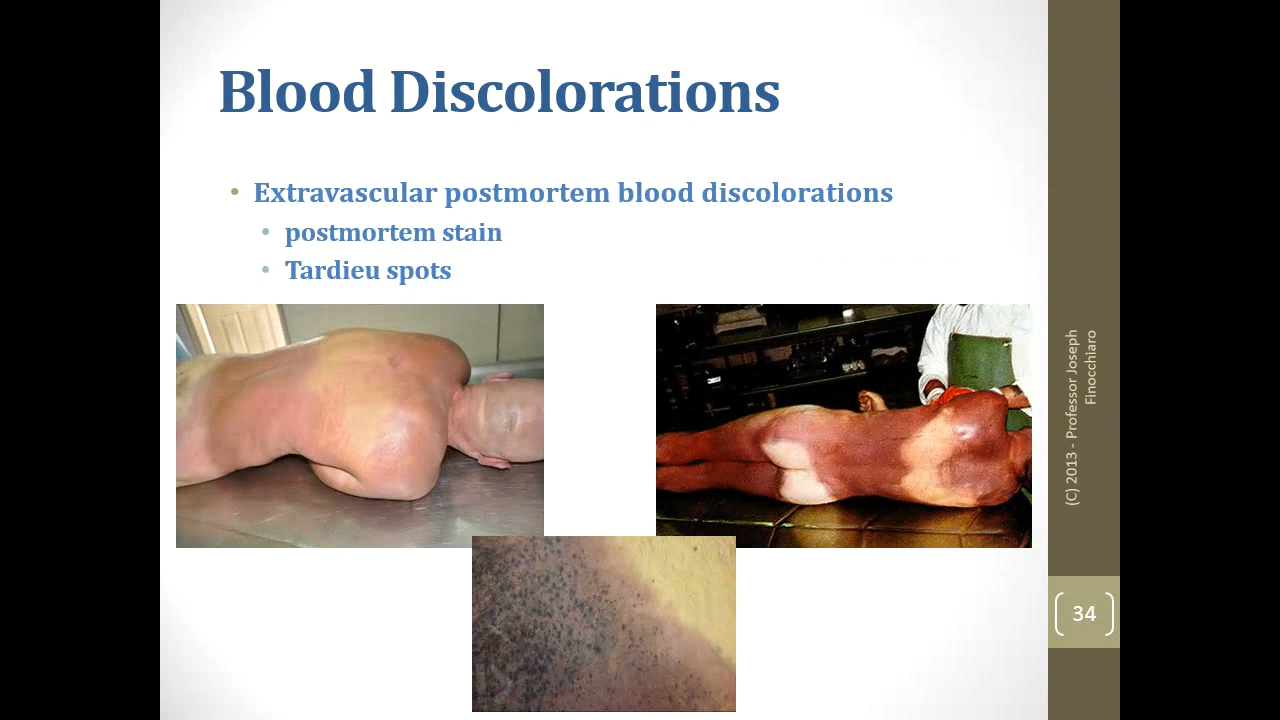 Blood Discolorations
• Extravascular postmortem blood discolorations
• postmortem stain
• Tardieu spots
(C) 2013 - Professor Joseph
Finocchiaro
34